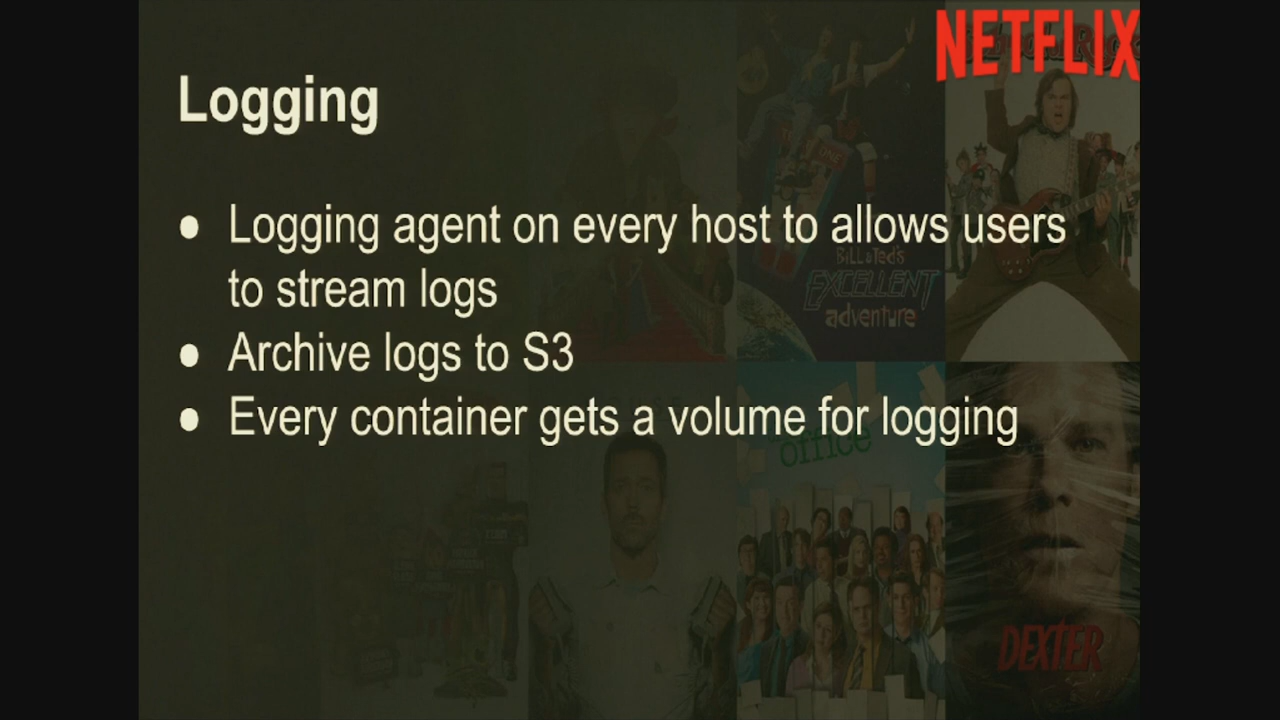 NETFLIX
Logging
● Logging agent on every host to allows users
to stream logs
● Archive logs to S3
● Every container gets a volume for logging
BiLL & Ted's
EXCELLENT
adventure
office
DEXTER